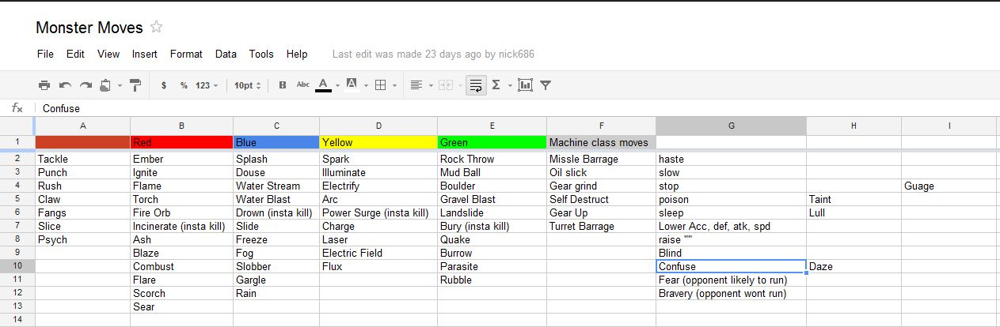 Monster Moves
File Edit View Insert Format Data Tools Help Last edit was made 23 days ago by nick686
$ % 123 10pt B Abc A A Σ
fx Confuse
A B C D E F G H I
1 Red Blue Yellow Green Machine class moves
2 Tackle Ember Splash Spark Rock Throw Missle Barrage haste
3 Punch Ignite Douse Illuminate Mud Ball Oil slick slow
4 Rush Flame Water Stream Electrify Boulder Gear grind stop Guage
5 Claw Torch Water Blast Arc Gravel Blast Self Destruct poison Taint
6 Fangs Fire Orb Drown (insta kill) Power Surge (insta kill) Landslide Gear Up sleep Lull
7 Slice Incinerate (insta kill) Slide Charge Bury (insta kill) Turret Barrage Lower Acc, def, atk, spd
8 Psych Ash Freeze Laser Quake raise ""
9 Blaze Fog Electric Field Burrow Blind
10 Combust Slobber Flux Parasite Confuse Daze
11 Flare Gargle Rubble Fear (opponent likely to run)
12 Scorch Rain Bravery (opponent wont run)
13 Sear
14